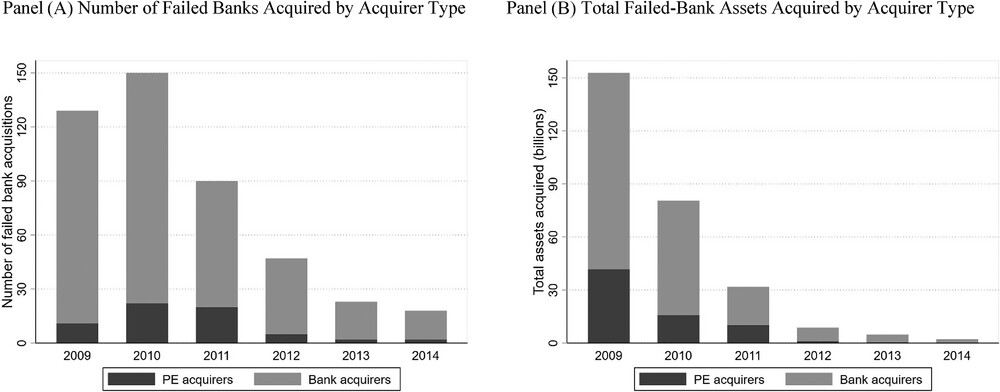 Panel (A) Number of Failed Banks Acquired by Acquirer Type
Number of failed bank acquisitions
150
120
90
60
30
0
2009 2010 2011 2012 2013 2014
PE acquirers Bank acquirers
Panel (B) Total Failed-Bank Assets Acquired by Acquirer Type
Total assets acquired (billions)
150
120
90
60
30
0
2009 2010 2011 2012 2013 2014
PE acquirers Bank acquirers